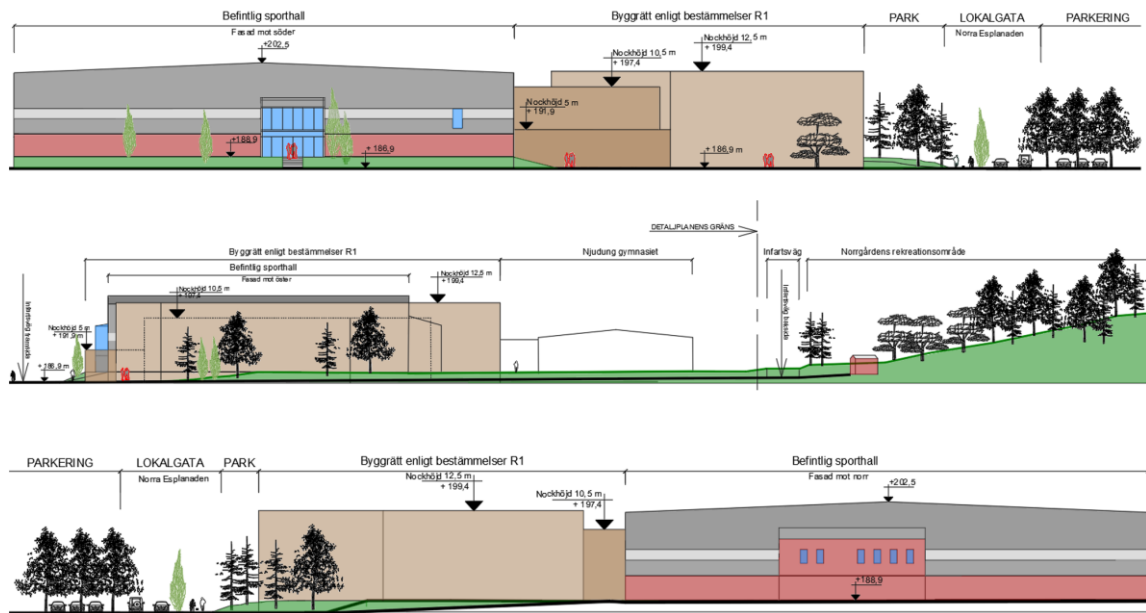 Befintlig sporthall
Byggrätt enligt bestämmelser R1
PARK
LOKALGATA
PARKERING
Fasad mot söder
Norra Esplanaden
+202,5
Nockhöjd 10,5 m
+ 197,4
Nockhöjd 12,5 m
+ 199,4
Nockhöjd 5 m
+ 191,9
+188,9
+ 186,9
+ 186,9 m
DETALJPLANENS GRÄNS
Byggrätt enligt bestämmelser R1
Njudung gymnasiet
Infartsväg
Norrgårdens rekreationsområde
Befintlig sporthall
Fasad mot öster
Nockhöjd 10,5 m
+ 197,4
Nockhöjd 12,5 m
+ 199,4
Nockhöjd 5 m
+ 191,9 m
+ 186,9 m
PARKERING
LOKALGATA
PARK
Byggrätt enligt bestämmelser R1
Befintlig sporthall
Norra Esplanaden
Fasad mot norr
Nockhöjd 12,5 m
+ 199,4
Nockhöjd 10,5 m
+ 197,4
+202,5
+188,9